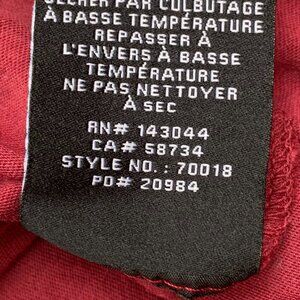 SÉCHER PAR CULBUTAGE
À BASSE TEMPÉRATURE
REPASSER À
L'ENVERS À BASSE
TEMPÉRATURE
NE PAS NETTOYER
À SEC
RN# 143044
CA# 58734
STYLE NO. : 70018
PO# 20984